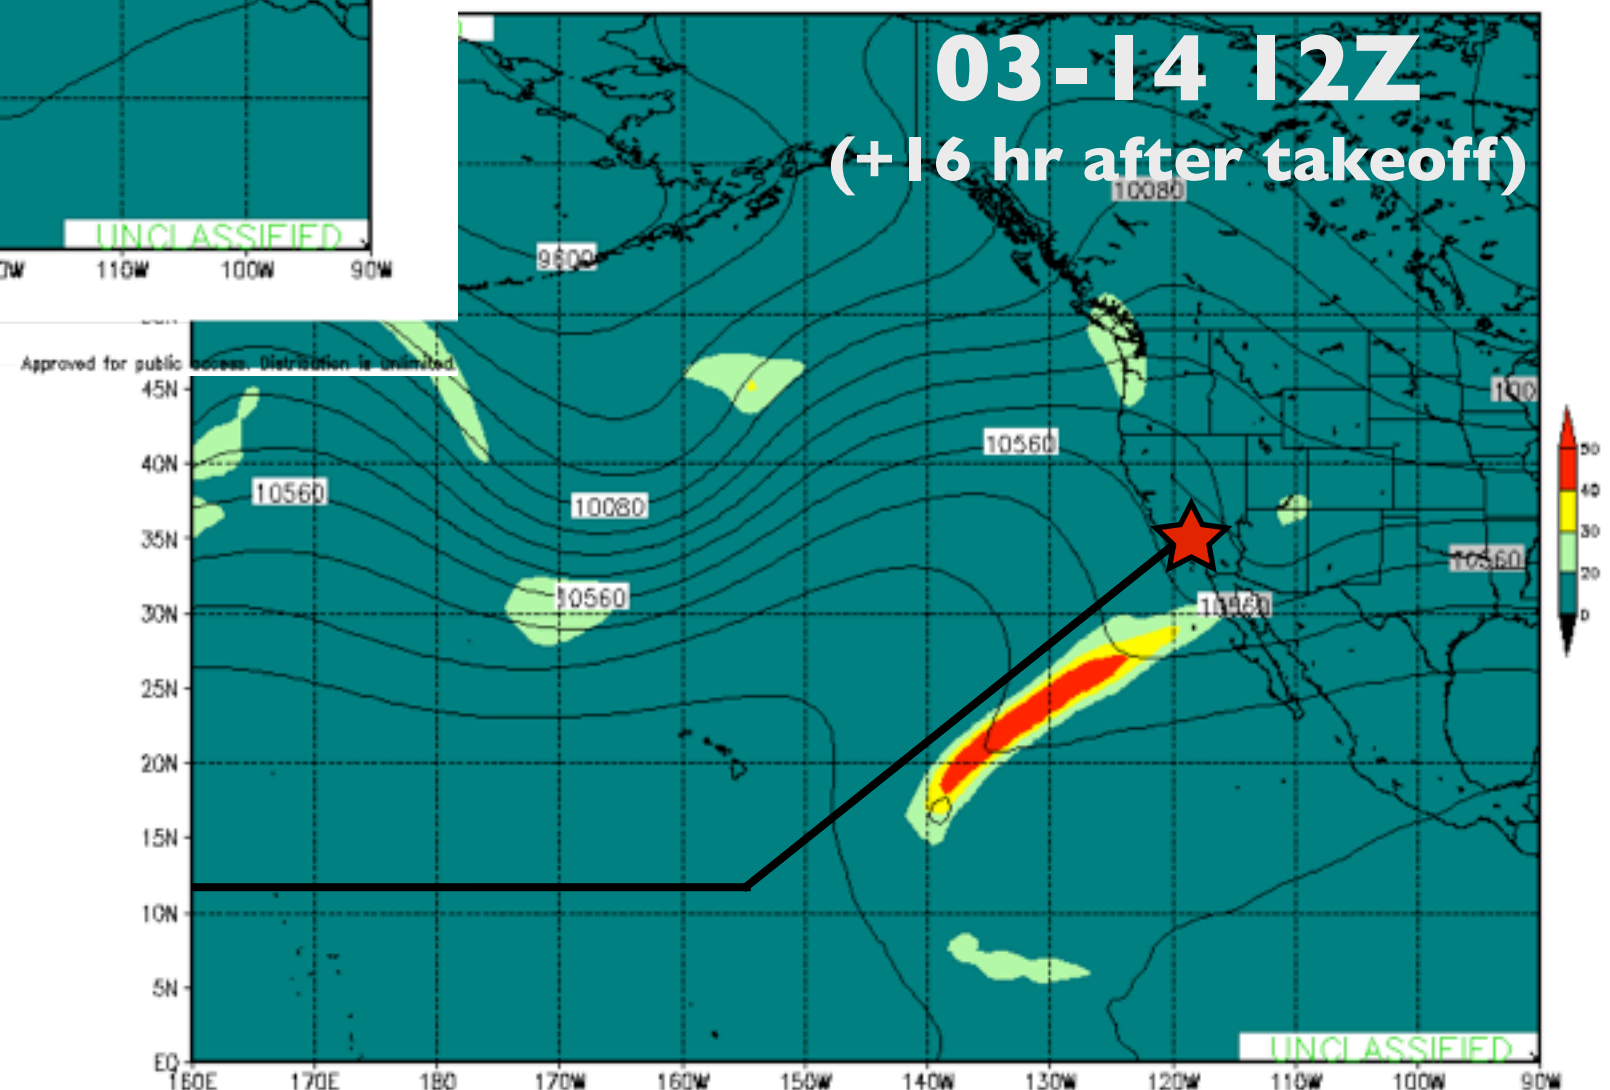 03-14 12Z
(+16 hr after takeoff)
10080
9600
UNCLASSIFIED
110W 100W 90W
Approved for public access. Distribution is unlimited.
45N
10560
40N
10560
10080
35N
10560
10560
30N
10560
25N
20N
15N
10N
5N
EQ
UNCLASSIFIED
160E 170E 180 170W 160W 150W 140W 130W 120W 110W 100W 90W
50
40
30
20
0